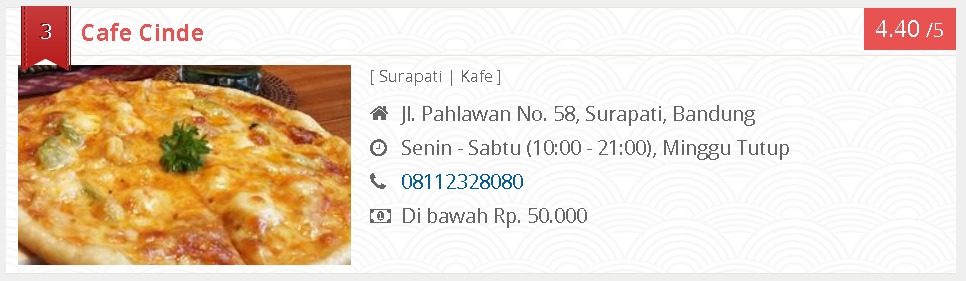 3
Cafe Cinde
4.40 /5
[ Surapati | Kafe ]
Jl. Pahlawan No. 58, Surapati, Bandung
Senin - Sabtu (10:00 - 21:00), Minggu Tutup
08112328080
Di bawah Rp. 50.000